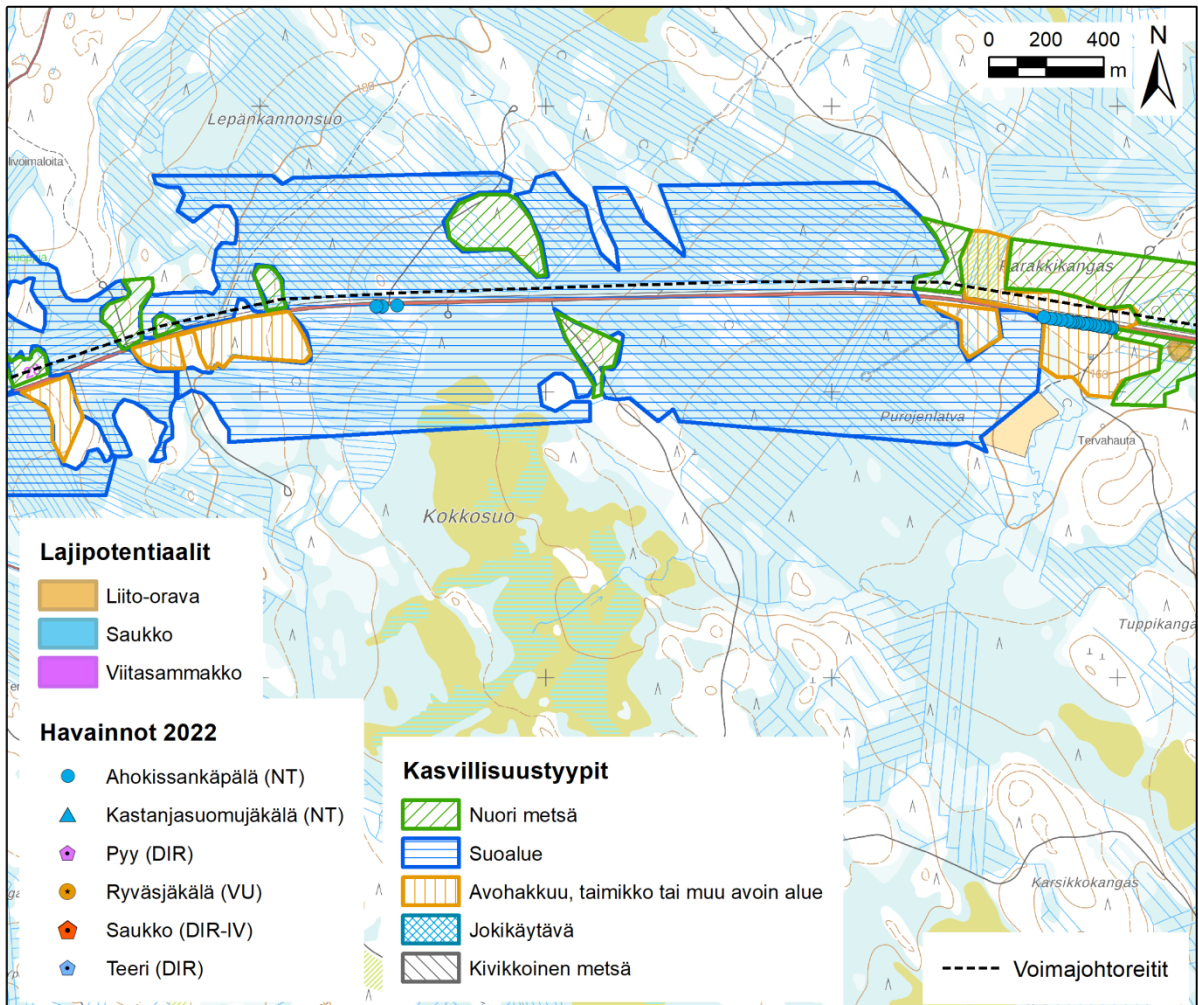 0 200 400
m
N
Lepänkannonsuo
180
Purojenlatva
163
Tervahauta
Kokkosuo
Karsikkokangas
Lajipotentiaalit
Liito-orava
Saukko
Viitasammakko
Havainnot 2022
Ahokissankäpälä (NT)
Kastanjasuomujäkälä (NT)
Pyy (DIR)
Ryväsjäkälä (VU)
Saukko (DIR-IV)
Teeri (DIR)
Kasvillisuustyypit
Nuori metsä
Suoalue
Avohakkuu, taimikko tai muu avoin alue
Jokikäytävä
Kivikkoinen metsä
Voimajohtoreitit